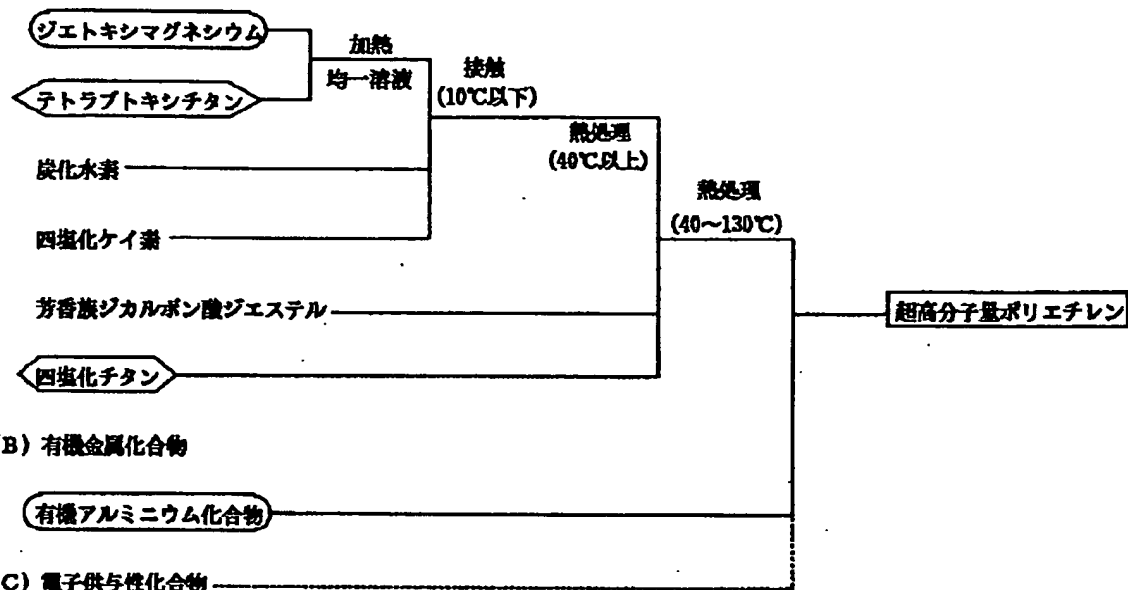 ジエトキシマグネシウム
加熱
均一溶液
テトラブトキシチタン
接触
(10℃以下)
熱処理
(40℃以上)
炭化水素
熱処理
(40〜130℃)
四塩化ケイ素
芳香族ジカルボン酸ジエステル
超高分子量ポリエチレン
四塩化チタン
B) 有機金属化合物
有機アルミニウム化合物
C) 電子供与性化合物